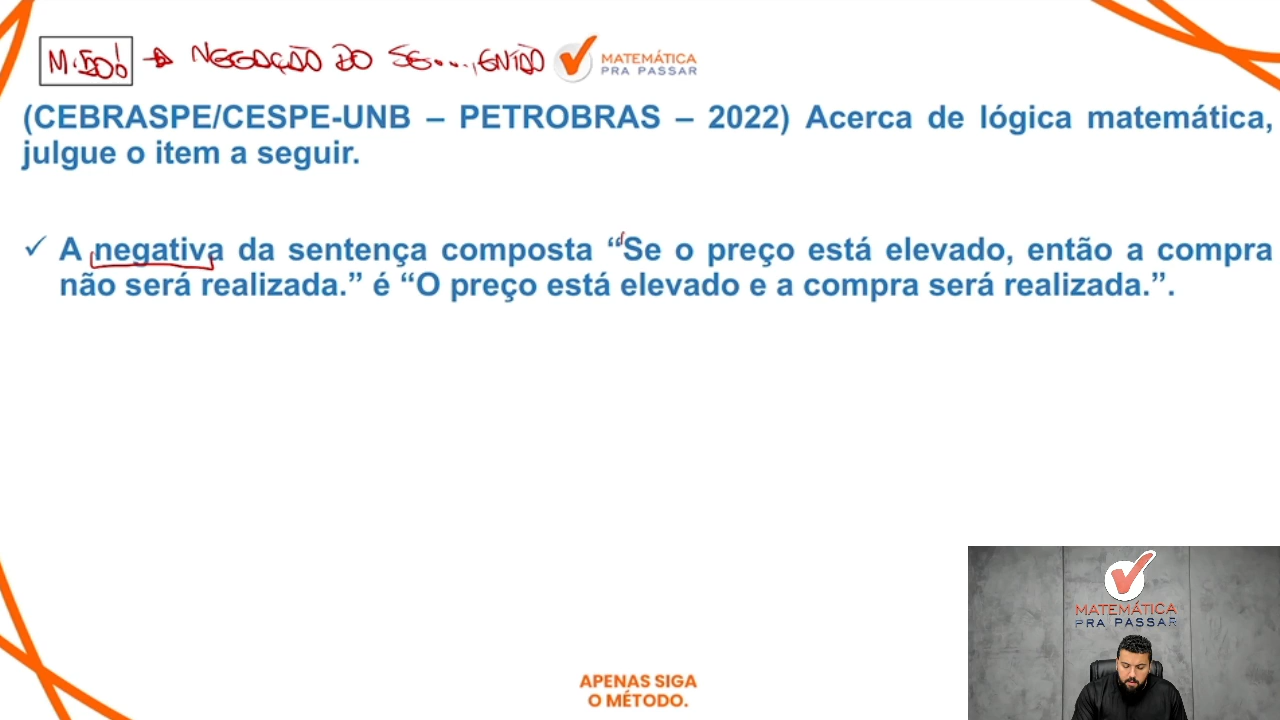 M.500! → NEGAÇÃO DO SE..., ENTÃO
MATEMÁTICA
PRA PASSAR
(CEBRASPE/CESPE-UNB – PETROBRAS – 2022) Acerca de lógica matemática,
julgue o item a seguir.
✓ A negativa da sentença composta “Se o preço está elevado, então a compra
não será realizada.” é “O preço está elevado e a compra será realizada.”.
MATEMÁTICA
PRA PASSAR
APENAS SIGA
O MÉTODO.